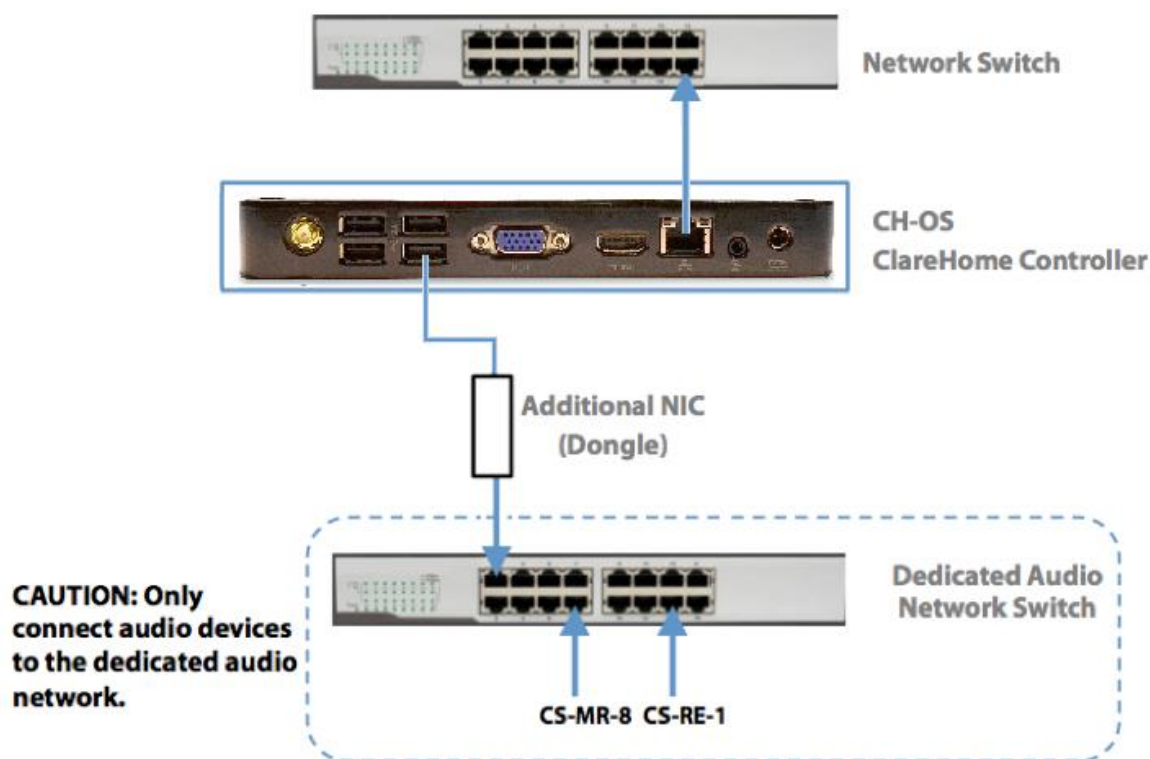 Network Switch
CH-OS
ClareHome Controller
Additional NIC
(Dongle)
Dedicated Audio
Network Switch
CAUTION: Only
connect audio devices
to the dedicated audio
network.
CS-MR-8 CS-RE-1